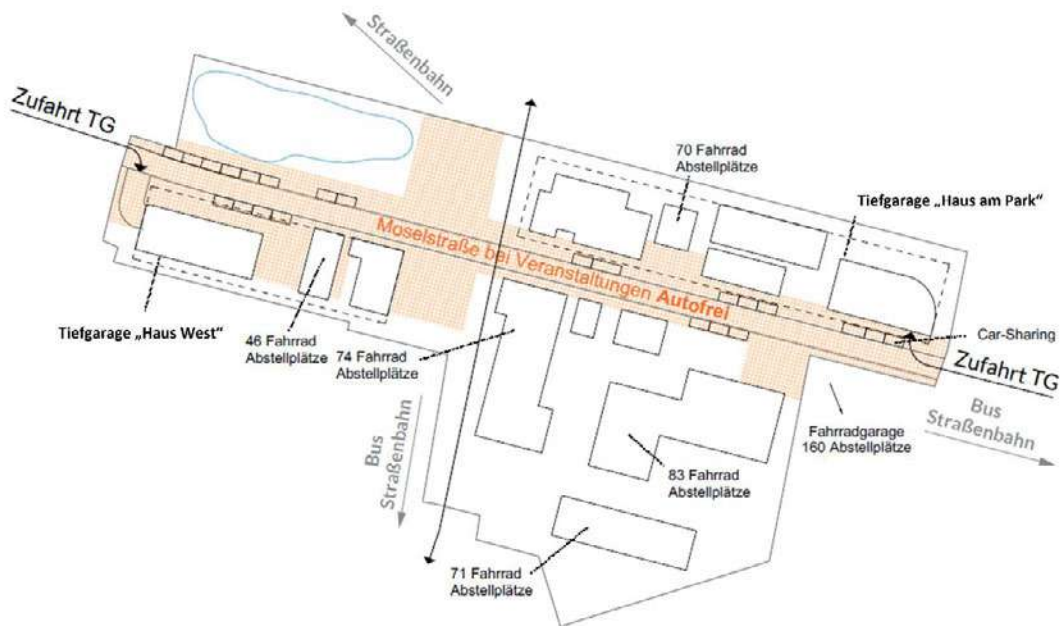 Straßenbahn
Zufahrt TG
70 Fahrrad
Abstellplätze
Tiefgarage „Haus am Park“
Moselstraße bei Veranstaltungen Autofrei
Tiefgarage „Haus West“
46 Fahrrad
Abstellplätze
74 Fahrrad
Abstellplätze
Car-Sharing
Zufahrt TG
Bus
Straßenbahn
Fahrradgarage
160 Abstellplätze
Bus
Straßenbahn
83 Fahrrad
Abstellplätze
71 Fahrrad
Abstellplätze